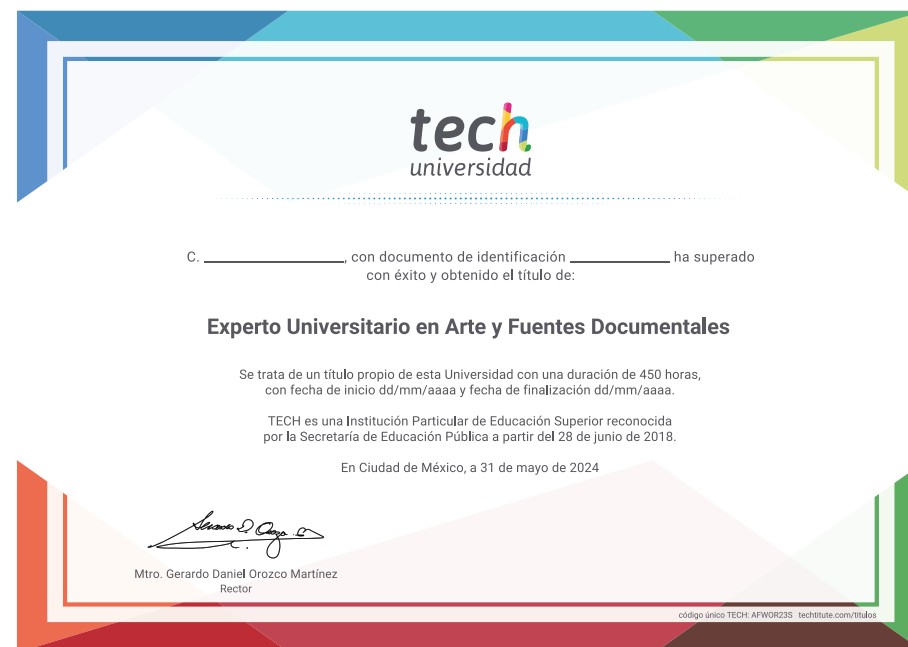 tech
universidad
C. ____________________, con documento de identificación ______________ ha superado
con éxito y obtenido el título de:
Experto Universitario en Arte y Fuentes Documentales
Se trata de un título propio de esta Universidad con una duración de 450 horas,
con fecha de inicio dd/mm/aaaa y fecha de finalización dd/mm/aaaa.
TECH es una Institución Particular de Educación Superior reconocida
por la Secretaría de Educación Pública a partir del 28 de junio de 2018.
En Ciudad de México, a 31 de mayo de 2024
Mtro. Gerardo Daniel Orozco Martínez
Rector
código único TECH: AFWOR23S techtitute.com/titulos